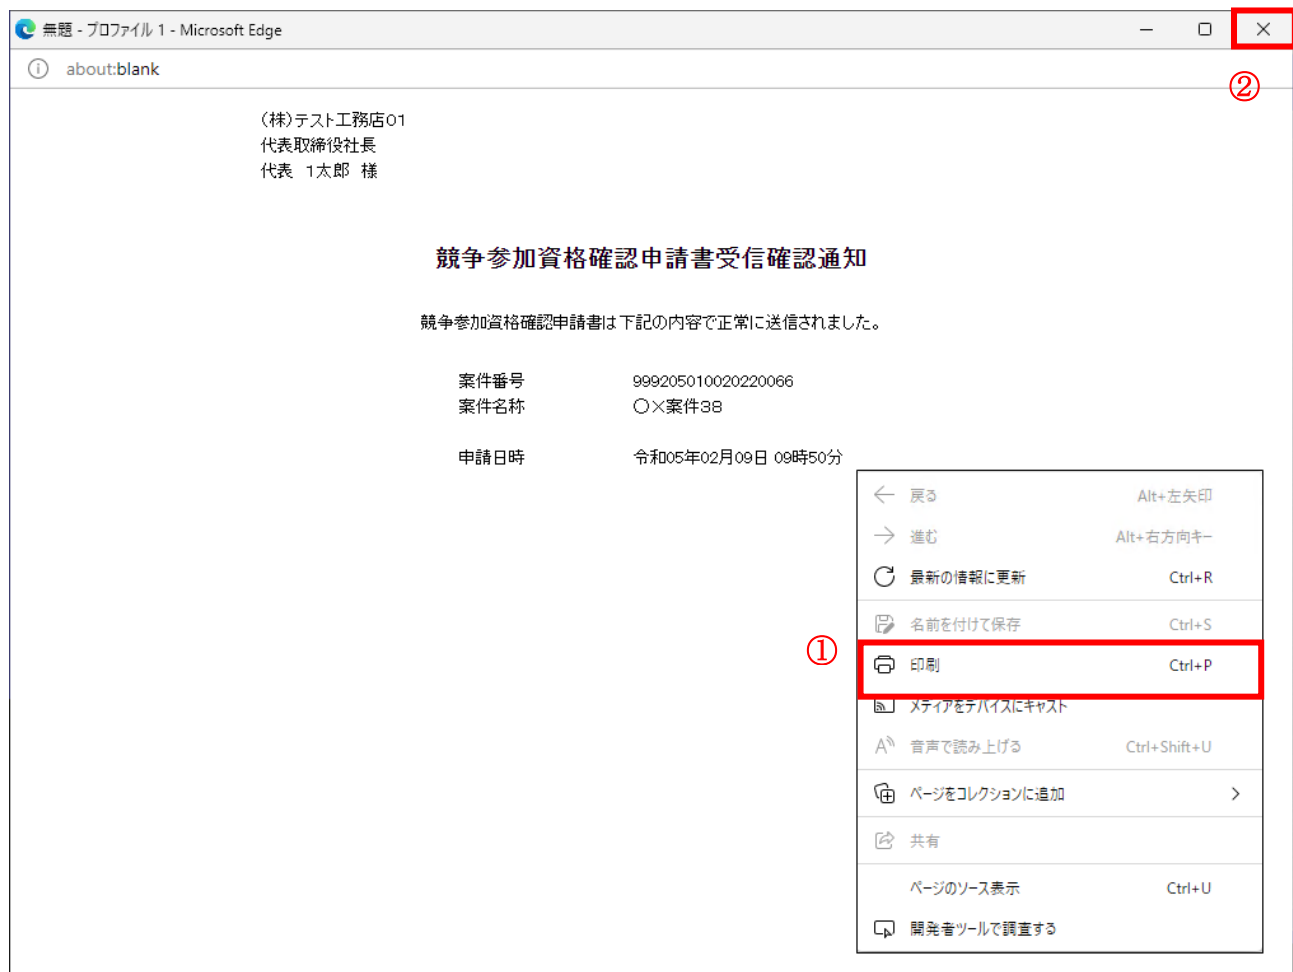 無題 - プロファイル 1 - Microsoft Edge
about:blank
②
(株)テスト工務店01
代表取締役社長
代表 1太郎 様
競争参加資格確認申請書受信確認通知
競争参加資格確認申請書は下記の内容で正常に送信されました。
案件番号 999205010020220066
案件名称 ○×案件38
申請日時 令和05年02月09日 09時50分
戻る Alt+左矢印
進む Alt+右方向キー
最新の情報に更新 Ctrl+R
名前を付けて保存 Ctrl+S
①
印刷 Ctrl+P
メディアをデバイスにキャスト
音声で読み上げる Ctrl+Shift+U
ページをコレクションに追加
共有
ページのソース表示 Ctrl+U
開発者ツールで調査する